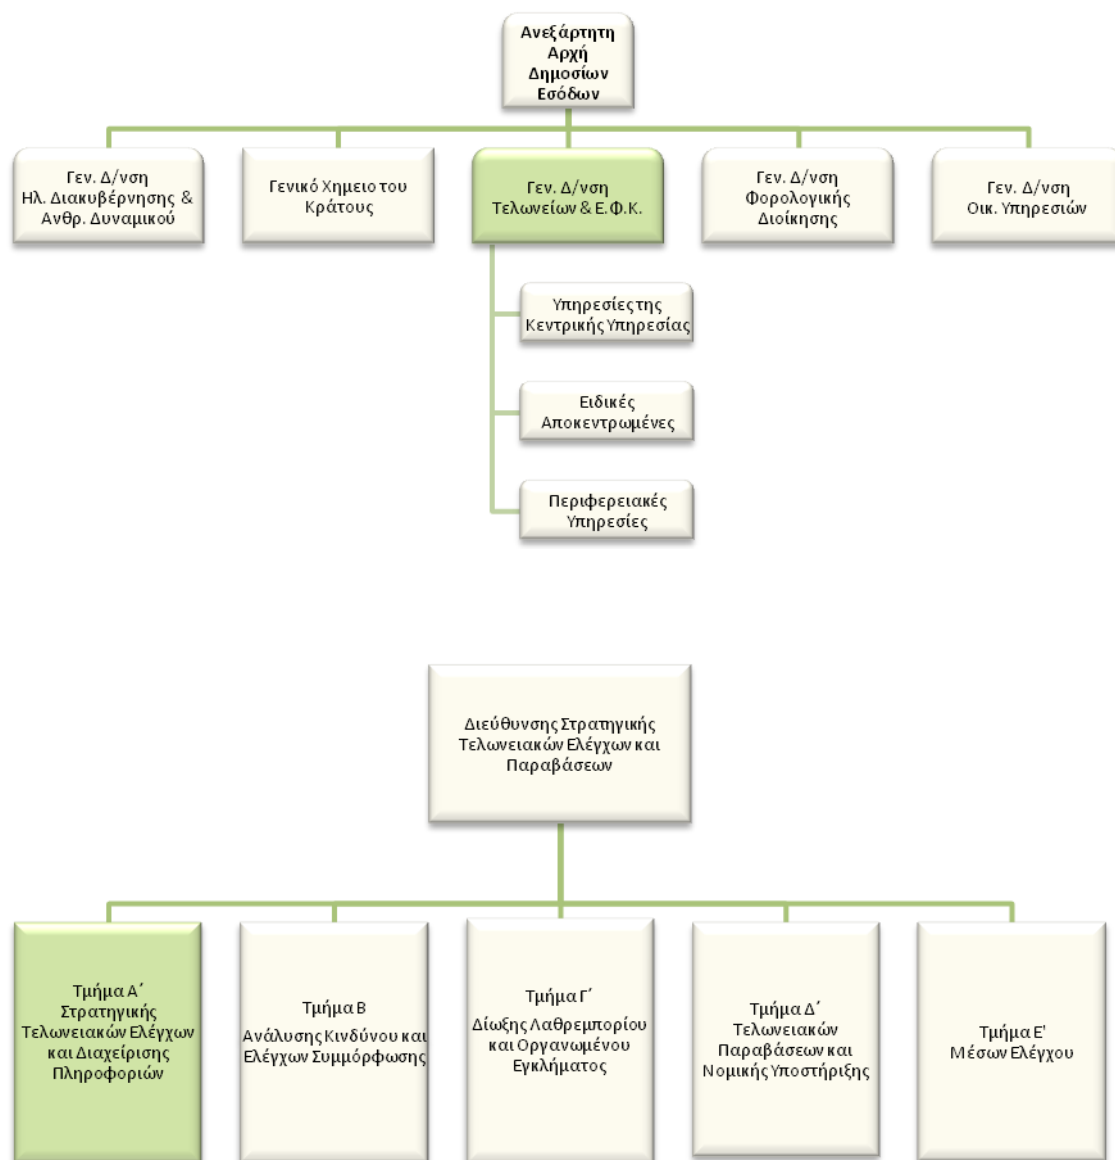 Ανεξάρτητη
Αρχή
Δημοσίων
Εσόδων
Γεν. Δ/νση
Ηλ. Διακυβέρνησης &
Ανθρ. Δυναμικού
Γενικό Χημειο του
Κράτους
Γεν. Δ/νση
Τελωνείων & Ε.Φ.Κ.
Γεν. Δ/νση
Φορολογικής
Διοίκησης
Γεν. Δ/νση
Οικ. Υπηρεσιών
Υπηρεσίες της
Κεντρικής Υπηρεσίας
Ειδικές
Αποκεντρωμένες
Περιφερειακές
Υπηρεσίες
Διεύθυνσης Στρατηγικής
Τελωνειακών Ελέγχων και
Παραβάσεων
Τμήμα Α΄
Στρατηγικής
Τελωνειακών Ελέγχων
και Διαχείρισης
Πληροφοριών
Τμήμα Β
Ανάλυσης Κινδύνου και
Ελέγχων Συμμόρφωσης
Τμήμα Γ΄
Δίωξης Λαθρεμπορίου
και Οργανωμένου
Εγκλήματος
Τμήμα Δ΄
Τελωνειακών
Παραβάσεων και
Νομικής Υποστήριξης
Τμήμα Ε'
Μέσων Ελέγχου